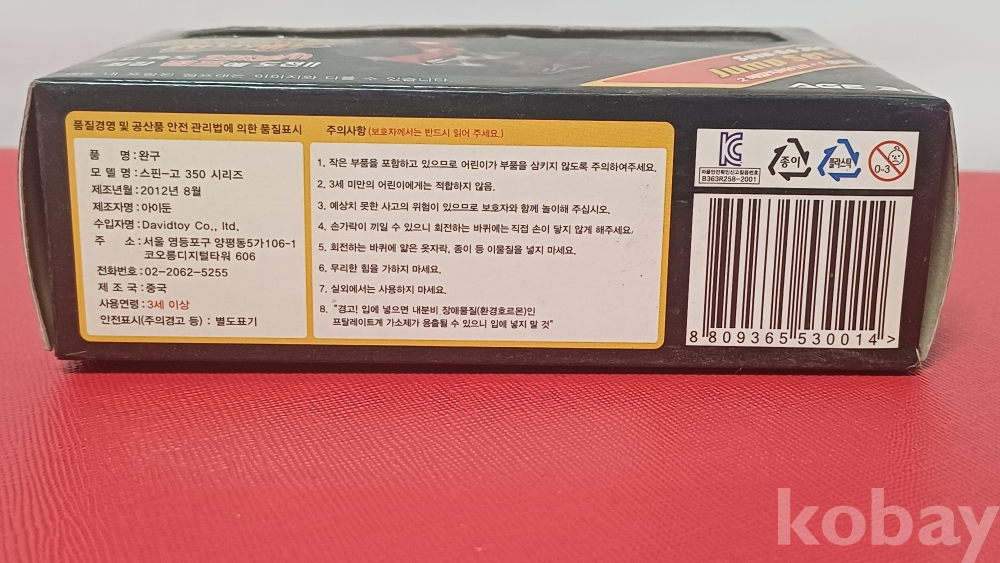 도전!!
이미지와 다를 수 있습니다.
품질경영 및 공산품 안전 관리법에 의한 품질표시
품 명 : 완구
모 델 명 : 스핀-고 350 시리즈
제조년월 : 2012년 8월
제조자명 : 아이둔
수입자명 : Davidtoy Co., ltd.
주 소 : 서울 영등포구 양평동5가106-1
코오롱디지털타워 606
전화번호 : 02-2062-5255
제 조 국 : 중국
사용연령 : 3세 이상
안전표시(주의경고 등) : 별도표기
주의사항 (보호자께서는 반드시 읽어 주세요.)
1. 작은 부품을 포함하고 있으므로 어린이가 부품을 삼키지 않도록 주의하여주세요.
2. 3세 미만의 어린이에게는 적합하지 않음.
3. 예상치 못한 사고의 위험이 있으므로 보호자와 함께 놀이해 주십시오.
4. 손가락이 끼일 수 있으니 회전하는 바퀴에는 직접 손이 닿지 않게 해주세요.
5. 회전하는 바퀴에 얇은 옷자락, 종이 등 이물질을 넣지 마세요.
6. 무리한 힘을 가하지 마세요.
7. 실외에서는 사용하지 마세요.
8. "경고! 입에 넣으면 내분비 장애물질(환경호르몬)인
프탈레이트계 가소제가 용출될 수 있으니 입에 넣지 말 것"
자율안전확인신고필증번호
B363R258-2001
종이
플라스틱
0-3
8 809365 530014 >
kobay